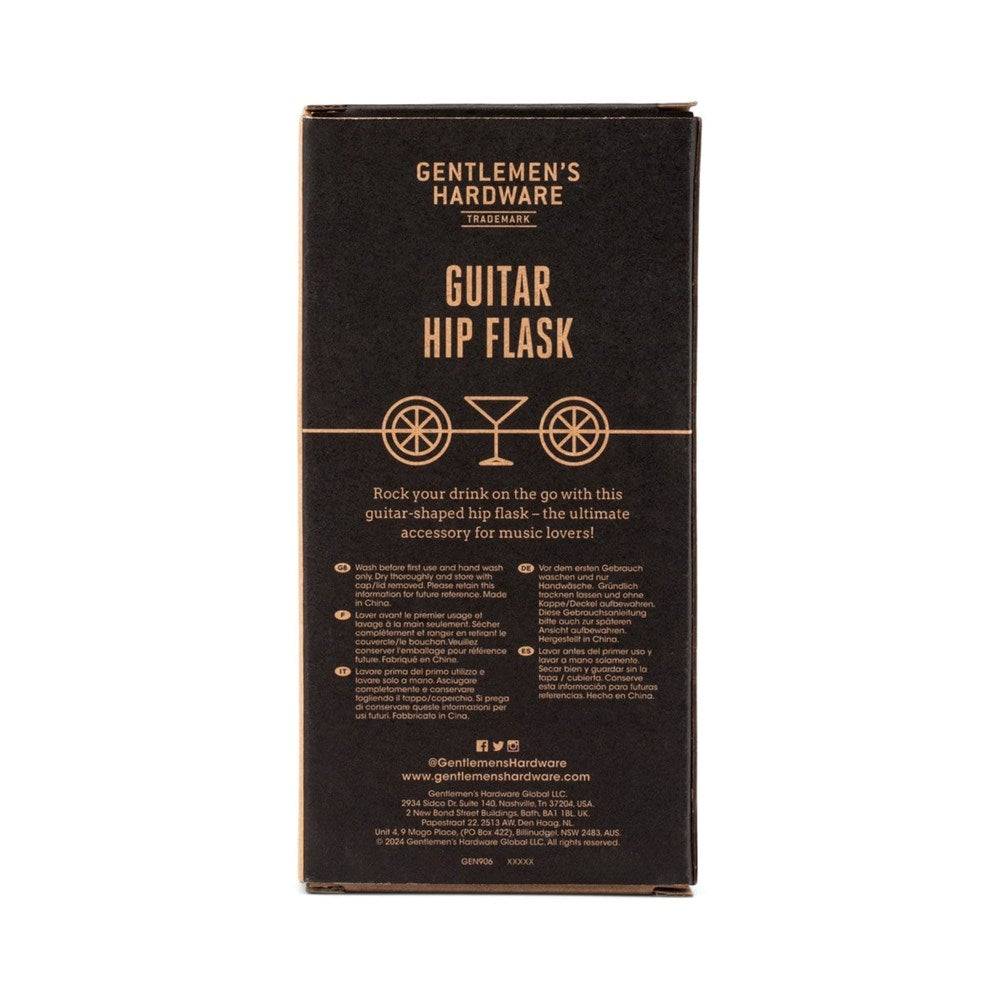 GENTLEMEN'S
HARDWARE
TRADEMARK
GUITAR
HIP FLASK
Rock your drink on the go with this
guitar-shaped hip flask – the ultimate
accessory for music lovers!
GB Wash before first use and hand wash
only. Dry thoroughly and store with
cap/lid removed. Please retain this
information for future reference. Made
in China.
F Laver avant le premier usage et
lavage à la main seulement. Sécher
complètement et ranger en retirant le
couvercle/le bouchon. Veuillez
conserver l'emballage pour référence
future. Fabriqué en Chine.
IT Lavare prima del primo utilizzo e
lavare solo a mano. Asciugare
completamente e conservare
togliendo il tappo/coperchio. Si prega
di conservare queste informazioni per
usi futuri. Fabbricato in Cina.
DE Vor dem ersten Gebrauch
waschen und nur
Handwäsche. Gründlich
trocknen lassen und ohne
Kappe/Deckel aufbewahren.
Diese Gebrauchsanleitung
bitte auch zur späteren
Ansicht aufbewahren.
Hergestellt in China.
ES Lavar antes del primer uso y
lavar a mano solamente.
Secar bien y guardar sin la
tapa / cubierta. Conserve
esta información para futuras
referencias. Hecho en China.
@GentlemensHardware
www.gentlemenshardware.com
Gentlemen's Hardware Global LLC.
2934 Sidco Dr. Suite 140, Nashville, Tn 37204, USA.
2 New Bond Street Buildings, Bath, BA1 1BL, UK.
Papestraat 22, 2513 AW, Den Haag, NL.
Unit 4, 9 Mogo Place, (PO Box 422), Billinudgel, NSW 2483, AUS.
© 2024 Gentlemen's Hardware Global LLC. All rights reserved.
GEN906 XXXXX